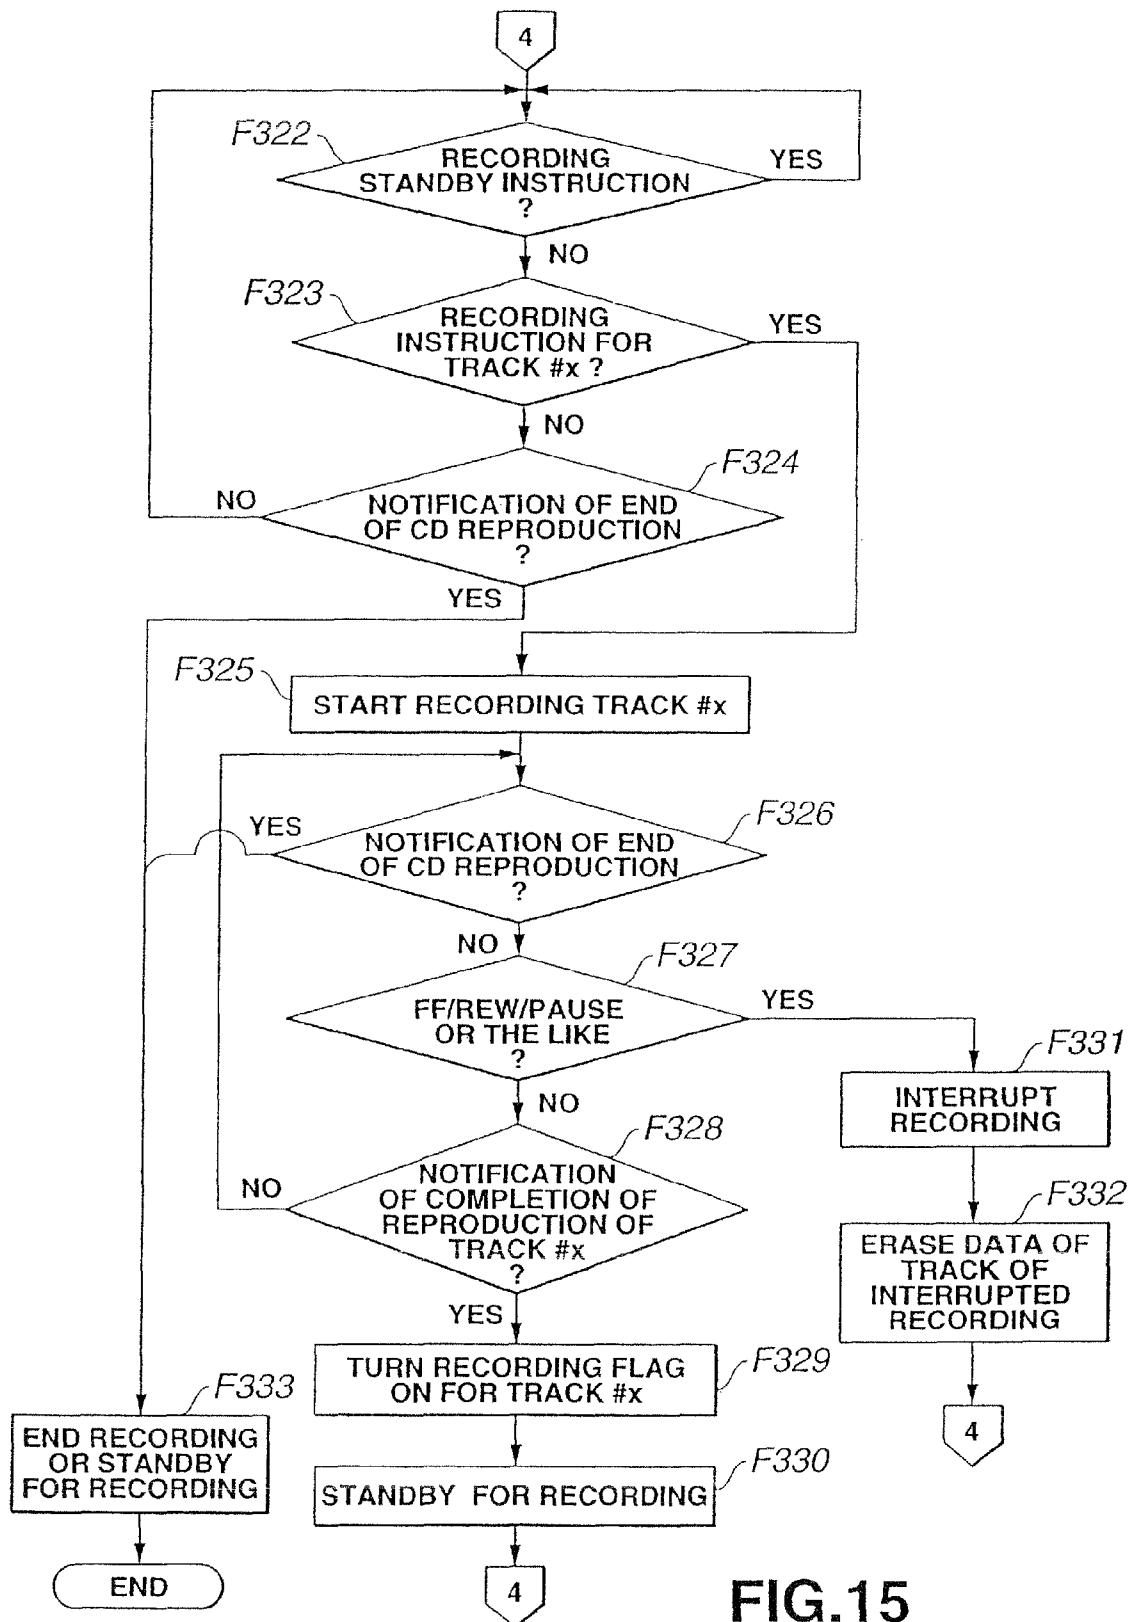 4
F322
RECORDING
STANDBY INSTRUCTION
?
YES
NO
F323
RECORDING
INSTRUCTION FOR
TRACK #x ?
YES
NO
F324
NOTIFICATION OF END
OF CD REPRODUCTION
?
NO
YES
F325
START RECORDING TRACK #x
F326
NOTIFICATION OF END
OF CD REPRODUCTION
?
YES
NO
F327
FF/REW/PAUSE
OR THE LIKE
?
YES
NO
F331
INTERRUPT
RECORDING
F328
NOTIFICATION
OF COMPLETION OF
REPRODUCTION OF
TRACK #x
?
NO
YES
F332
ERASE DATA OF
TRACK OF
INTERRUPTED
RECORDING
4
F329
TURN RECORDING FLAG
ON FOR TRACK #x
F333
END RECORDING
OR STANDBY
FOR RECORDING
F330
STANDBY FOR RECORDING
END
4
FIG.15